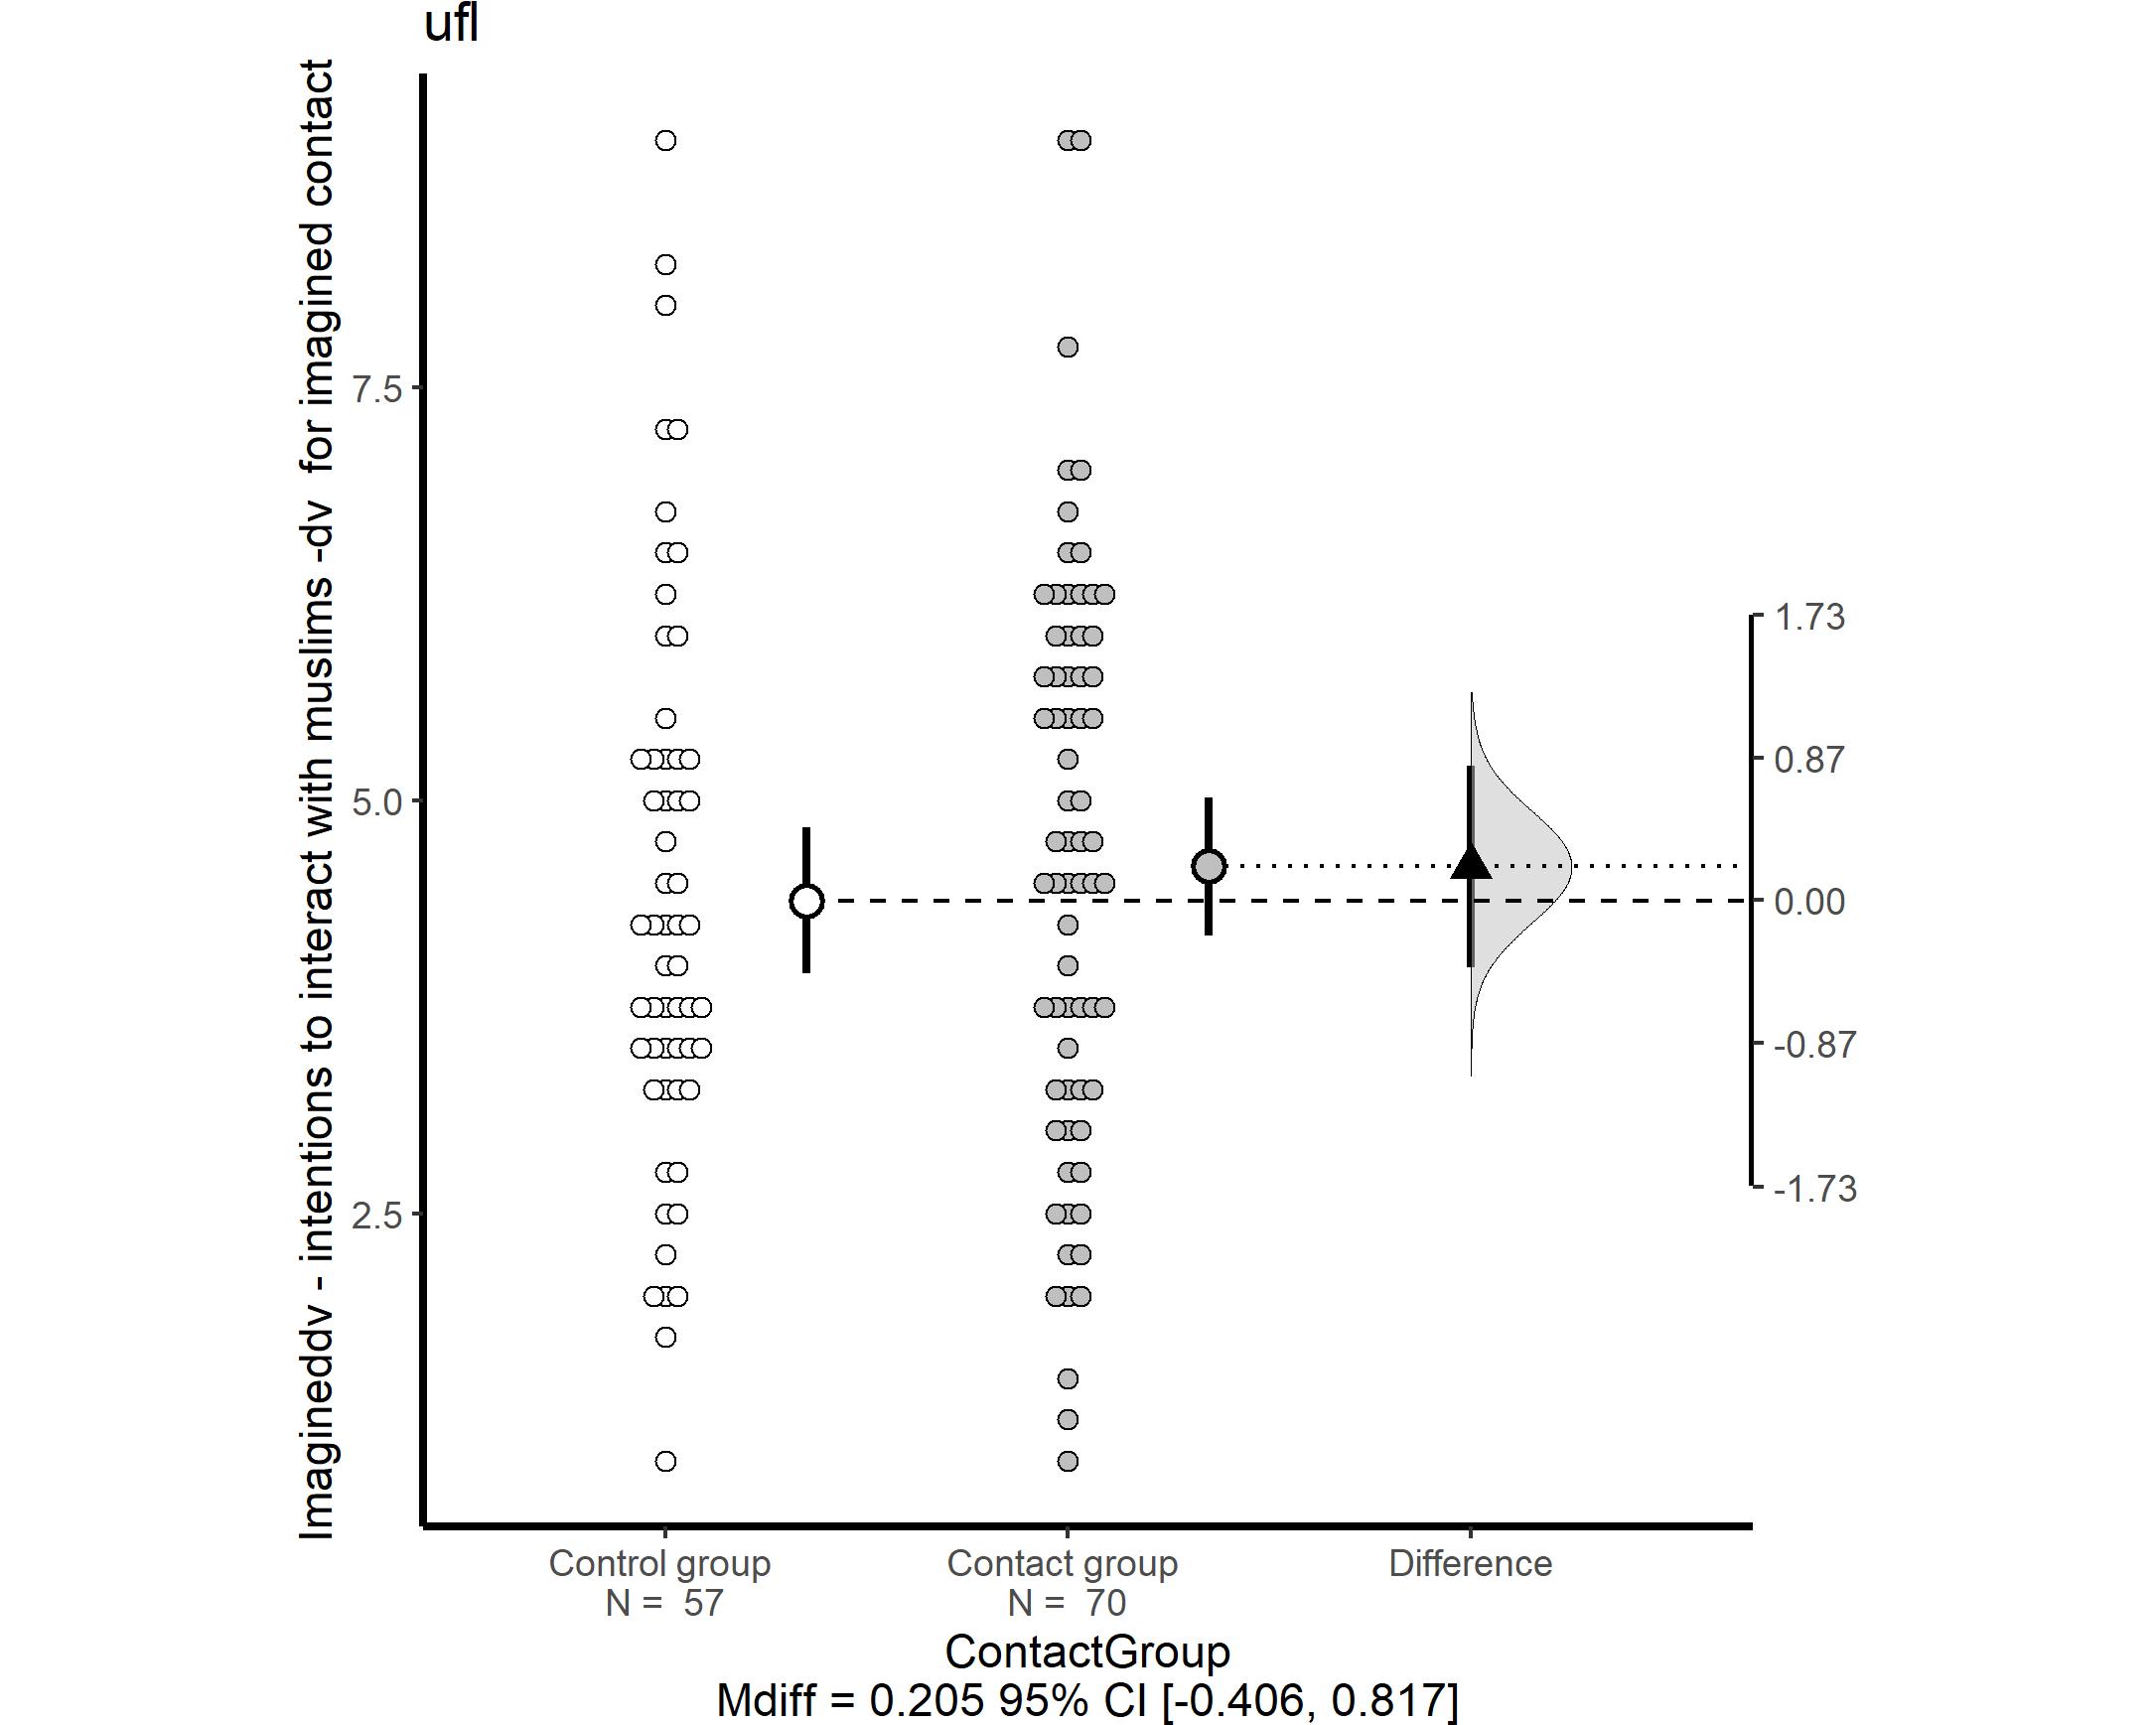 ufl
Imagineddv - intentions to interact with muslims -dv  for imagined contact
7.5
5.0
2.5
1.73
0.87
0.00
-0.87
-1.73
Control group
N =  57
Contact group
N =  70
Difference
ContactGroup
Mdiff = 0.205 95% CI [-0.406, 0.817]